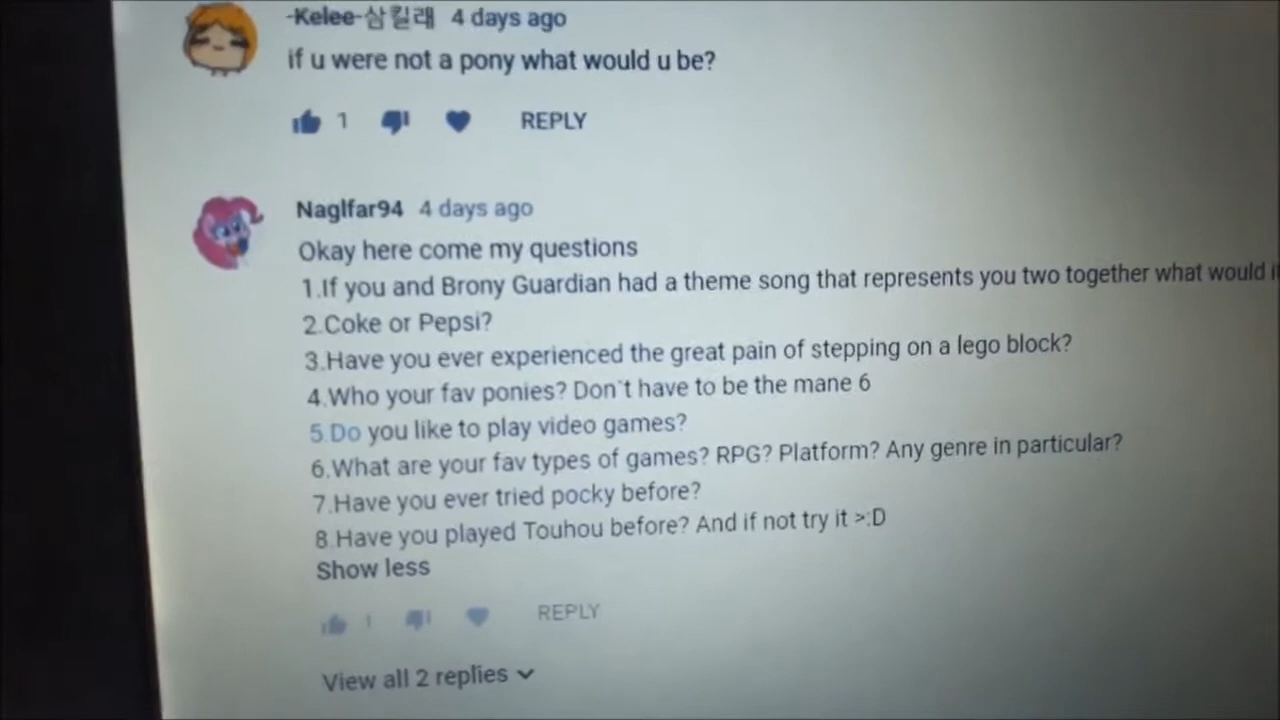 -Kelee-삼킬래 4 days ago
if u were not a pony what would u be?
1 REPLY
Naglfar94 4 days ago
Okay here come my questions
1.If you and Brony Guardian had a theme song that represents you two together what would
2.Coke or Pepsi?
3.Have you ever experienced the great pain of stepping on a lego block?
4.Who your fav ponies? Don`t have to be the mane 6
5.Do you like to play video games?
6.What are your fav types of games? RPG? Platform? Any genre in particular?
7.Have you ever tried pocky before?
8.Have you played Touhou before? And if not try it >:D
Show less
1 REPLY
View all 2 replies